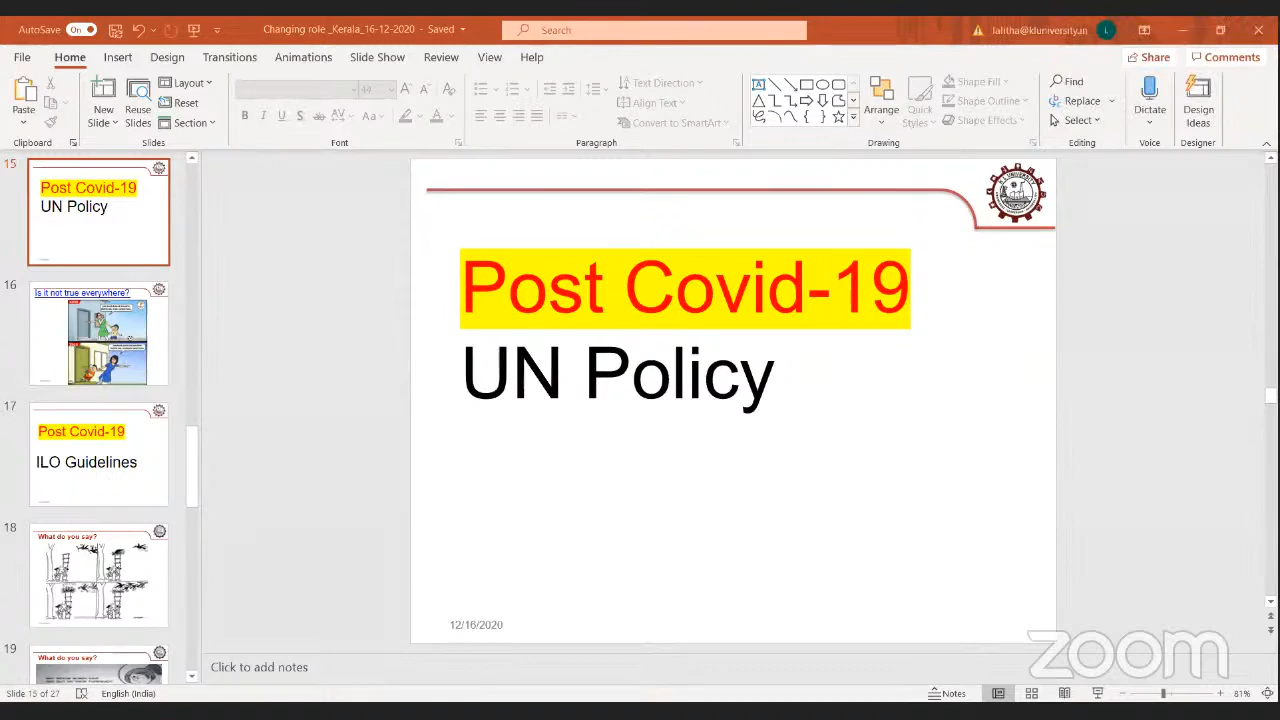 AutoSave On
Changing role _Kerala_16-12-2020 - Saved
Search
lalitha@kluniversity.in
L
File Home Insert Design Transitions Animations Slide Show Review View Help
Share Comments
Paste
New Slide
Reuse Slides
Layout
Reset
Section
44
Text Direction
Align Text
Convert to SmartArt
Arrange
Quick Styles
Shape Fill
Shape Outline
Shape Effects
Find
Replace
Select
Dictate
Design Ideas
Clipboard Slides Font Paragraph Drawing Editing Voice Designer
15
Post Covid-19
UN Policy
16
Is it not true everywhere?
17
Post Covid-19
ILO Guidelines
18
What do you say?
19
What do you say?
Post Covid-19
UN Policy
12/16/2020
zoom
Click to add notes
Slide 15 of 27 English (India) Notes 81%